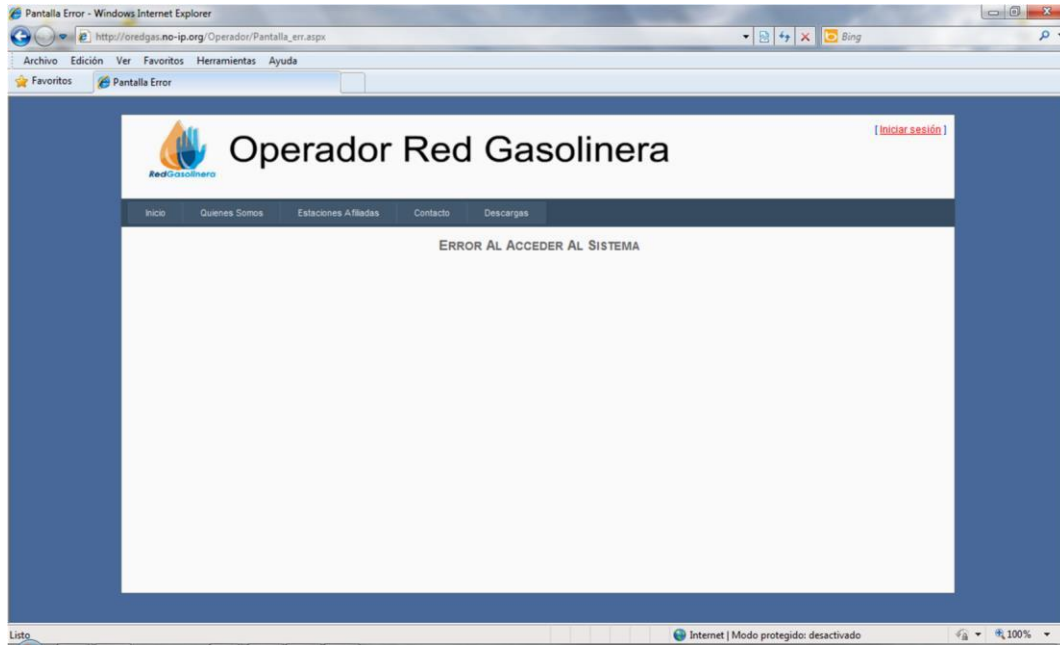 Pantalla Error - Windows Internet Explorer
http://oredgas.no-ip.org/Operador/Pantalla_err.aspx
Bing
Archivo Edición Ver Favoritos Herramientas Ayuda
Favoritos
Pantalla Error
[ Iniciar sesión ]
RedGasolinera
Operador Red Gasolinera
Inicio Quienes Somos Estaciones Afiliadas Contacto Descargas
ERROR AL ACCEDER AL SISTEMA
Listo
Internet | Modo protegido: desactivado
100%